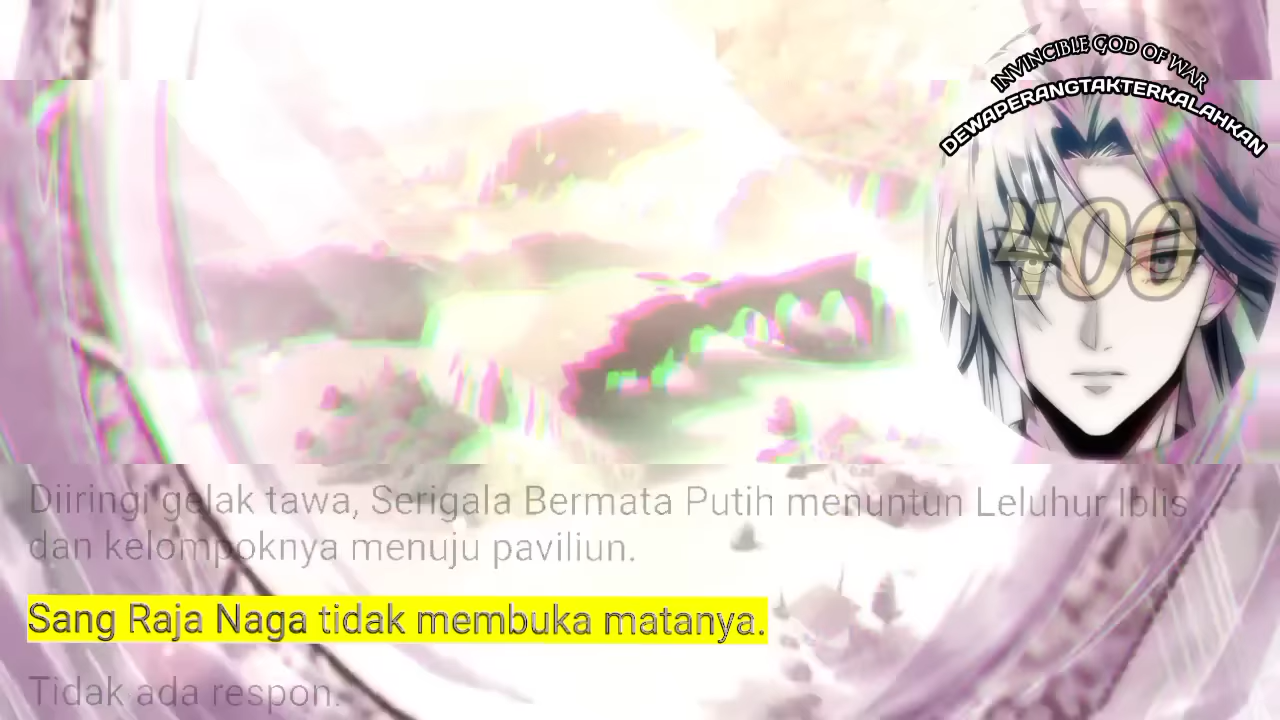 INVINCIBLE GOD OF WAR
DEWAPERANGTAKTERKALAHKAN
400
Diiringi gelak tawa, Serigala Bermata Putih menuntun Leluhur Iblis
dan kelompoknya menuju paviliun.
Sang Raja Naga tidak membuka matanya.
Tidak ada respon.